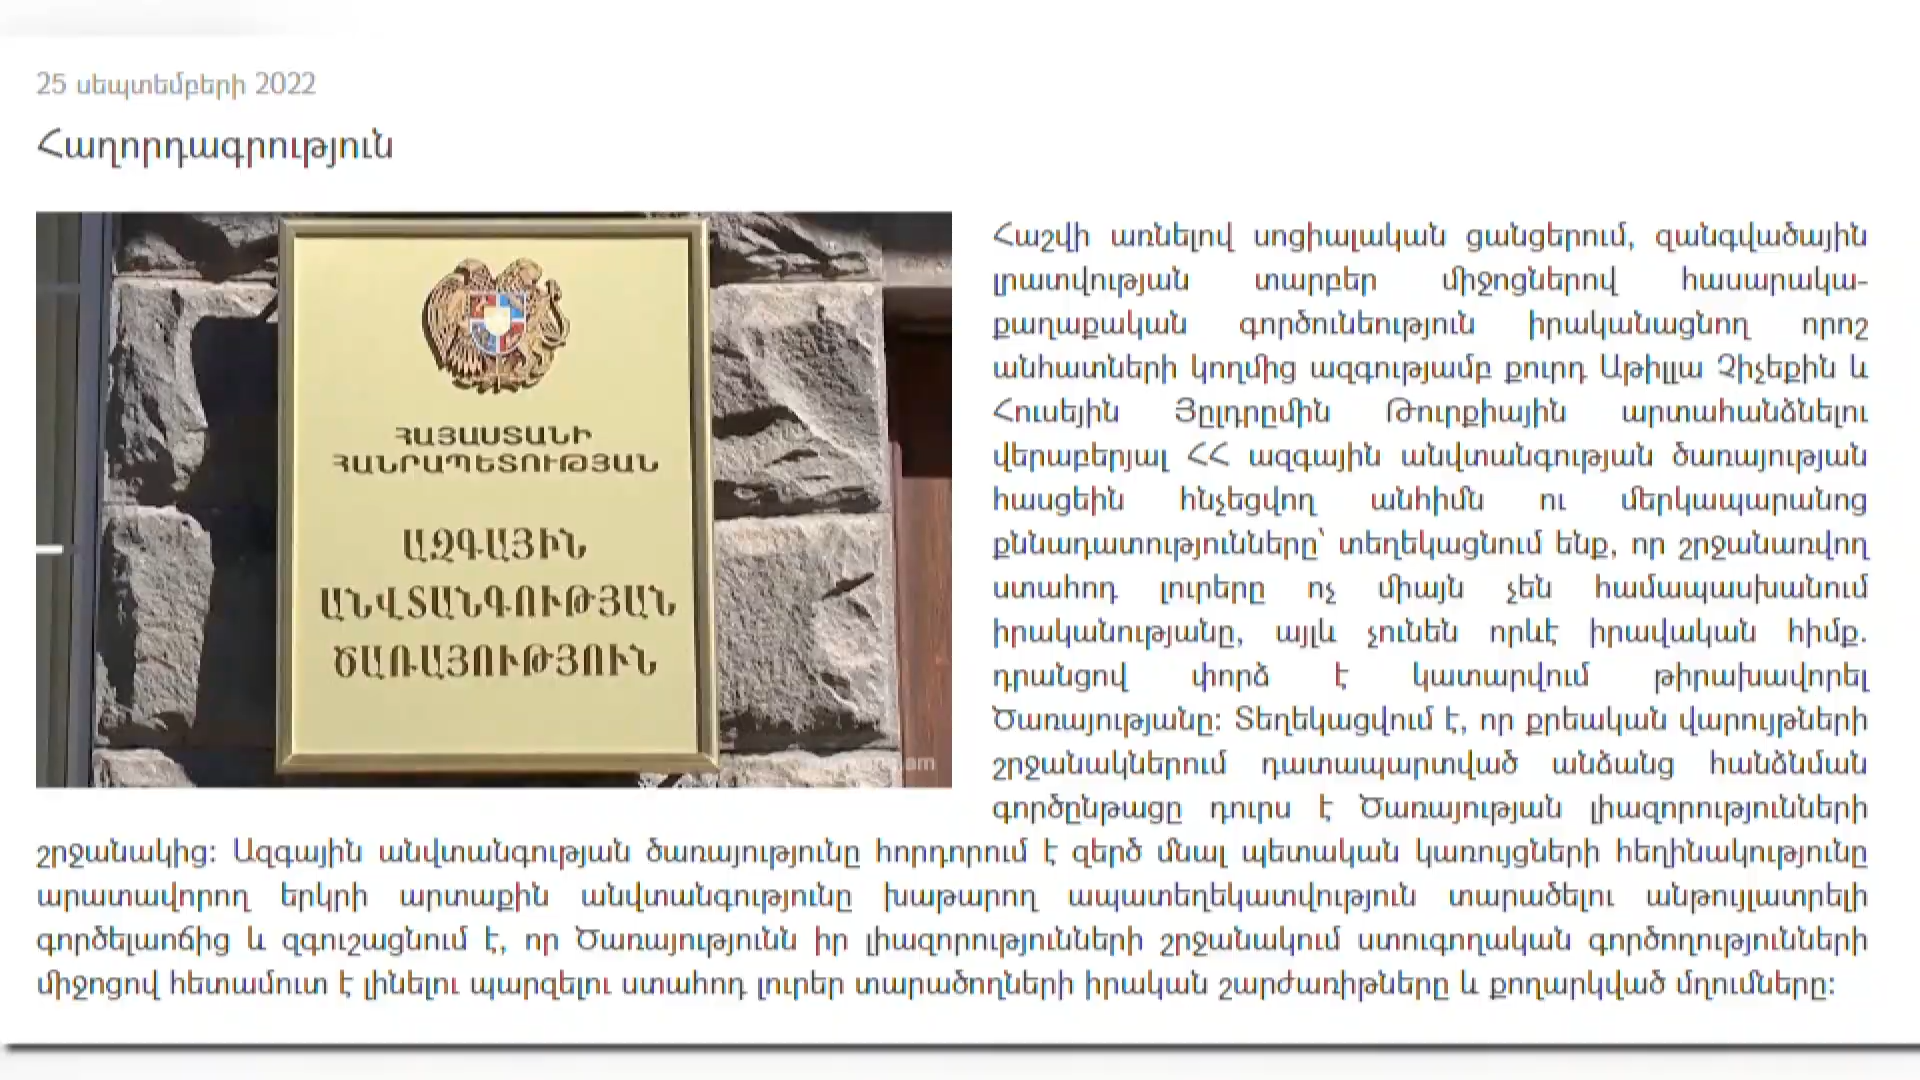 25 սեպտեմբերի 2022
Հաղորդագրություն
ՀԱՅԱՍՏԱՆԻ
ՀԱՆՐԱՊԵՏՈՒԹՅԱՆ
ԱԶԳԱՅԻՆ
ԱՆՎՏԱՆԳՈՒԹՅԱՆ
ԾԱՌԱՅՈՒԹՅՈՒՆ
Հաշվի առնելով սոցիալական ցանցերում, զանգվածային
լրատվության տարբեր միջոցներով հասարակա-
քաղաքական գործունեություն իրականացնող որոշ
անհատների կողմից ազգությամբ քուրդ Աթիլլա Չիչեքին և
Հուսեյին Յըլդրըմին Թուրքիային արտահանձնելու
վերաբերյալ ՀՀ ազգային անվտանգության ծառայության
հասցեին հնչեցվող անհիմն ու մերկապարանոց
քննադատությունները՝ տեղեկացնում ենք, որ շրջանառվող
ստահոդ լուրերը ոչ միայն չեն համապասխանում
իրականությանը, այլև չունեն որևէ իրավական հիմք.
դրանցով փորձ է կատարվում թիրախավորել
Ծառայությանը: Տեղեկացվում է, որ քրեական վարույթների
շրջանակներում դատապարտված անձանց հանձնման
գործընթացը դուրս է Ծառայության լիազորությունների
շրջանակից: Ազգային անվտանգության ծառայությունը հորդորում է զերծ մնալ պետական կառույցների հեղինակությունը
արատավորող երկրի արտաքին անվտանգությունը խաթարող ապատեղեկատվություն տարածելու անթույլատրելի
գործելաոճից և զգուշացնում է, որ Ծառայությունն իր լիազորությունների շրջանակում ստուգողական գործողությունների
միջոցով հետամուտ է լինելու պարզելու ստահոդ լուրեր տարածողների իրական շարժառիթները և քողարկված մղումները: